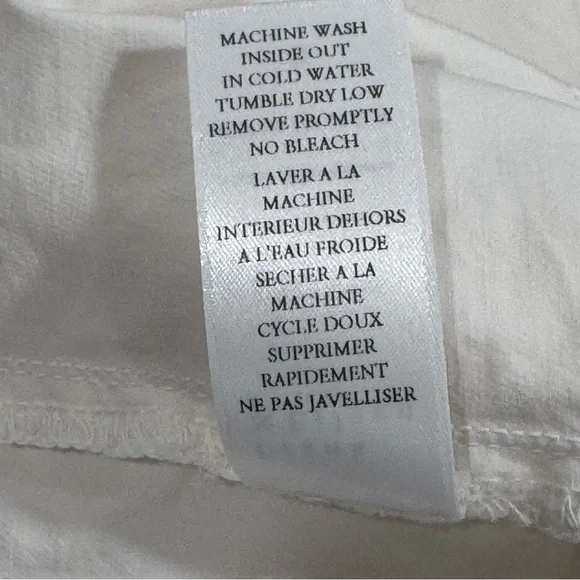 MACHINE WASH
INSIDE OUT
IN COLD WATER
TUMBLE DRY LOW
REMOVE PROMPTLY
NO BLEACH
LAVER A LA
MACHINE
INTERIEUR DEHORS
A L'EAU FROIDE
SECHER A LA
MACHINE
CYCLE DOUX
SUPPRIMER
RAPIDEMENT
NE PAS JAVELLISER